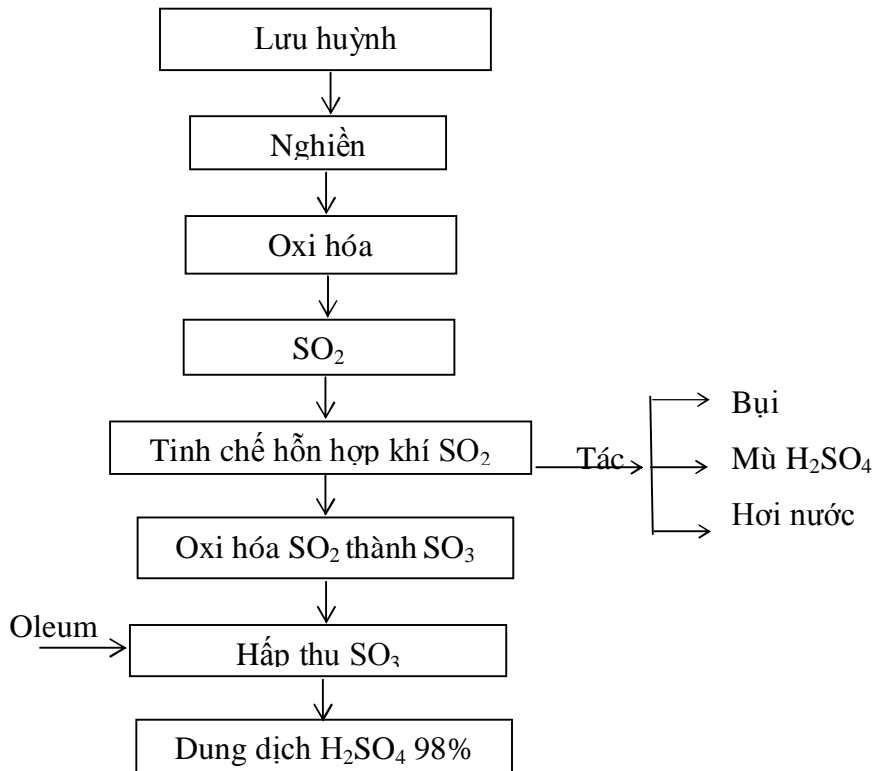 Lưu huỳnh
Nghiền
Oxi hóa
SO₂
Tinh chế hỗn hợp khí SO₂
Tác
Bụi
Mù H₂SO₄
Hơi nước
Oxi hóa SO₂ thành SO₃
Oleum
Hấp thu SO₃
Dung dịch H₂SO₄ 98%